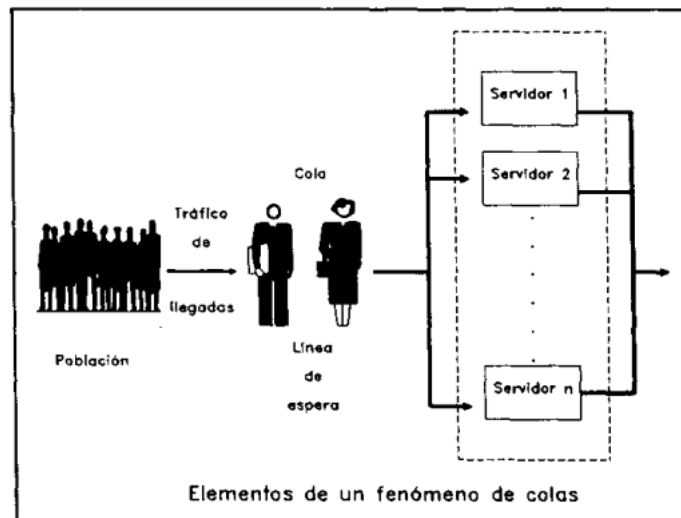 Población
Tráfico
de
llegadas
Cola
Línea
de
espera
Servidor 1
Servidor 2
Servidor n
Elementos de un fenómeno de colas